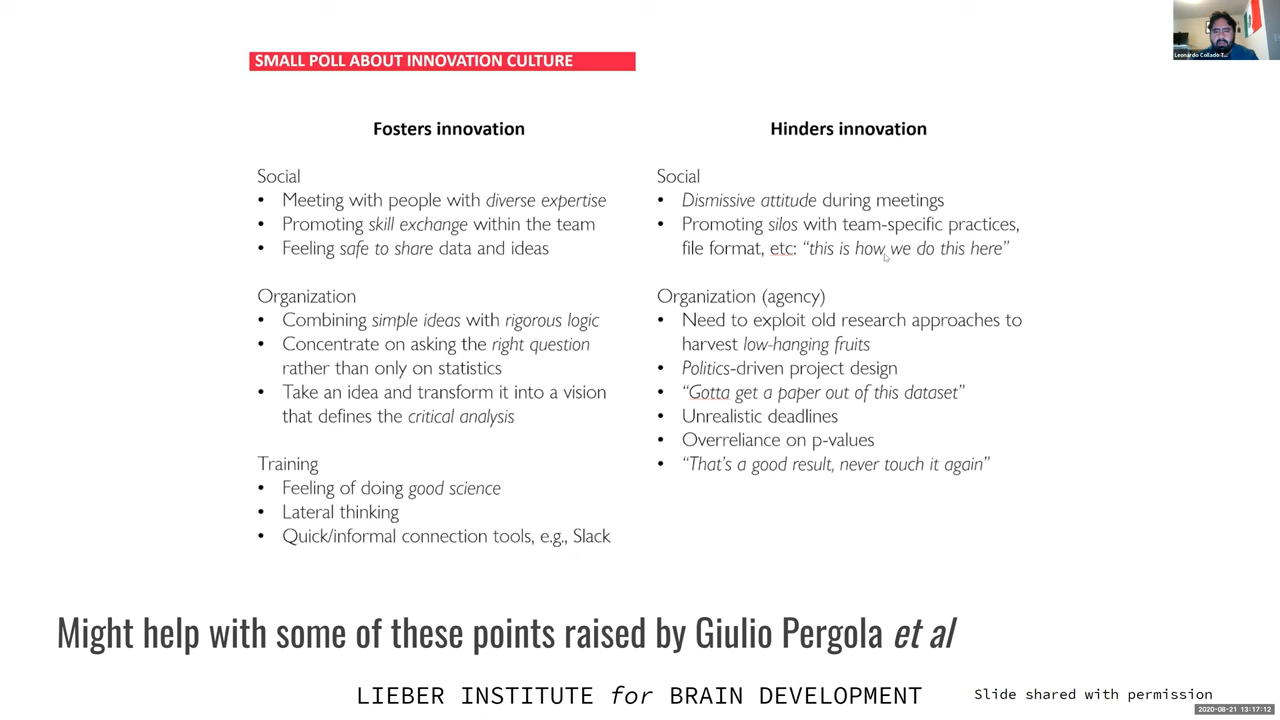 SMALL POLL ABOUT INNOVATION CULTURE
Fosters innovation
Social
• Meeting with people with diverse expertise
• Promoting skill exchange within the team
• Feeling safe to share data and ideas
Organization
• Combining simple ideas with rigorous logic
• Concentrate on asking the right question
rather than only on statistics
• Take an idea and transform it into a vision
that defines the critical analysis
Training
• Feeling of doing good science
• Lateral thinking
• Quick/informal connection tools, e.g., Slack
Hinders innovation
Social
• Dismissive attitude during meetings
• Promoting silos with team-specific practices,
file format, etc: “this is how we do this here”
Organization (agency)
• Need to exploit old research approaches to
harvest low-hanging fruits
• Politics-driven project design
• “Gotta get a paper out of this dataset”
• Unrealistic deadlines
• Overreliance on p-values
• “That’s a good result, never touch it again”
Might help with some of these points raised by Giulio Pergola et al
LIEBER INSTITUTE for BRAIN DEVELOPMENT
Slide shared with permission
Leonardo Collado T...
2020-08-21 13:17:12